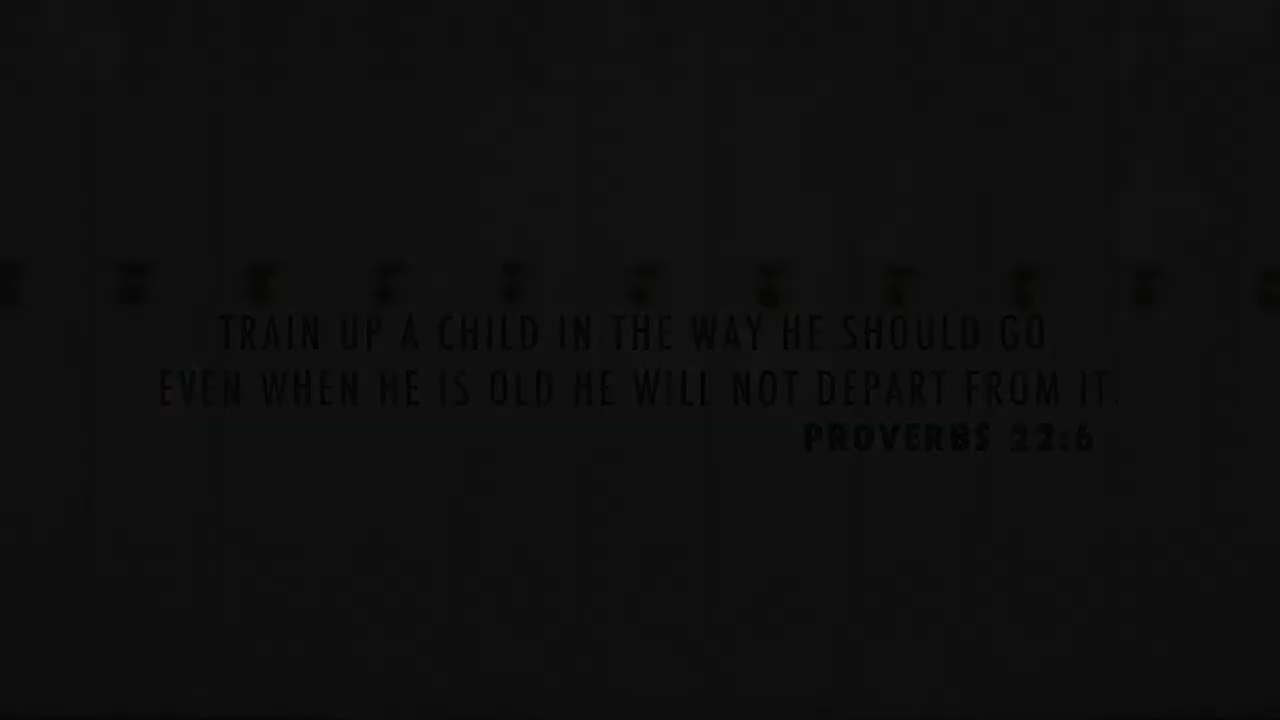 TRAIN UP A CHILD IN THE WAY HE SHOULD GO
EVEN WHEN HE IS OLD HE WILL NOT DEPART FROM IT.
PROVERBS 22:6